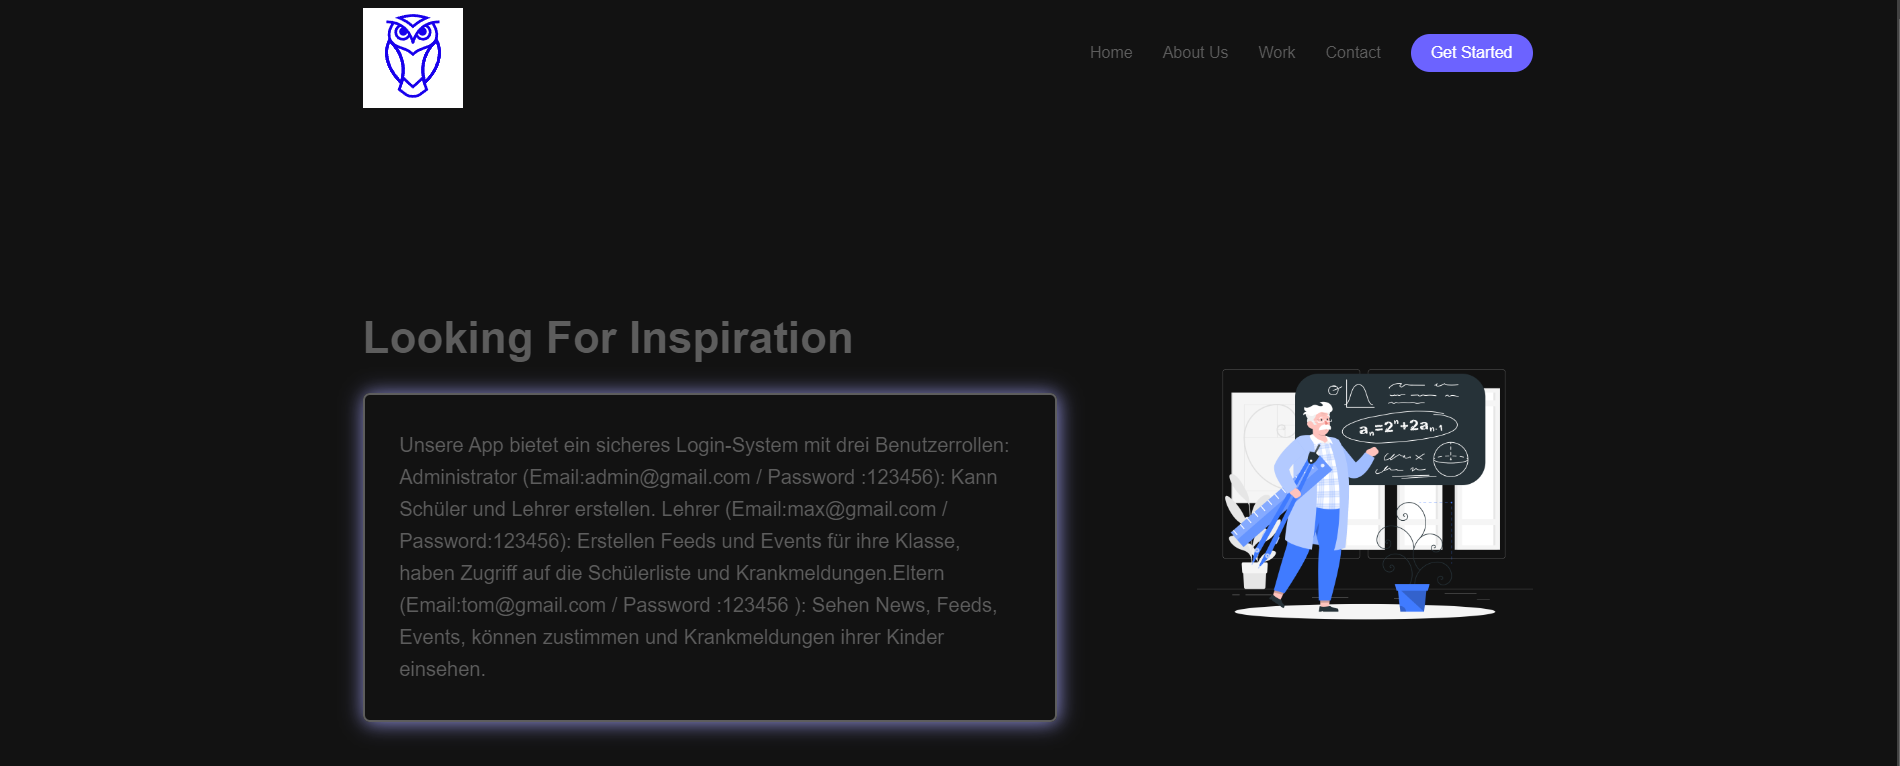 Home About Us Work Contact Get Started
Looking For Inspiration
Unsere App bietet ein sicheres Login-System mit drei Benutzerrollen:
Administrator (Email:admin@gmail.com / Password :123456): Kann
Schüler und Lehrer erstellen. Lehrer (Email:max@gmail.com /
Password:123456): Erstellen Feeds und Events für ihre Klasse,
haben Zugriff auf die Schülerliste und Krankmeldungen.Eltern
(Email:tom@gmail.com / Password :123456 ): Sehen News, Feeds,
Events, können zustimmen und Krankmeldungen ihrer Kinder
einsehen.
aₙ=2ⁿ+2aₙ₋₁